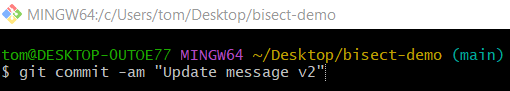 MINGW64:/c/Users/tom/Desktop/bisect-demo
tom@DESKTOP-OUTOE77 MINGW64 ~/Desktop/bisect-demo (main)
$ git commit -am "Update message v2"